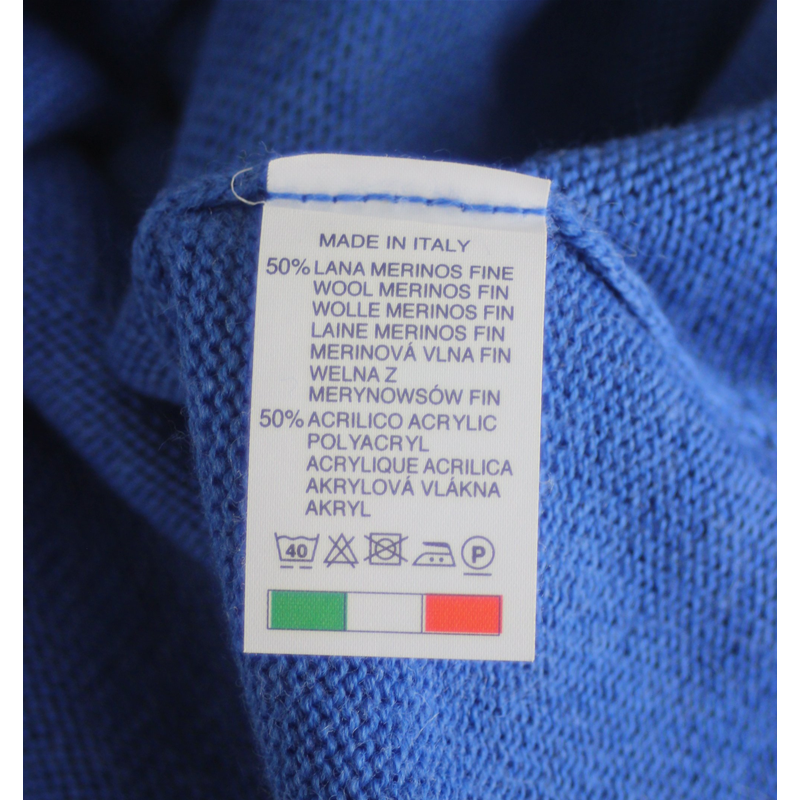 MADE IN ITALY
50% LANA MERINOS FINE
WOOL MERINOS FIN
WOLLE MERINOS FIN
LAINE MERINOS FIN
MERINOVÁ VLNA FIN
WELNA Z
MERYNOWSÓW FIN
50% ACRILICO ACRYLIC
POLYACRYL
ACRYLIQUE ACRILICA
AKRYLOVÁ VLÁKNA
AKRYL
40 P